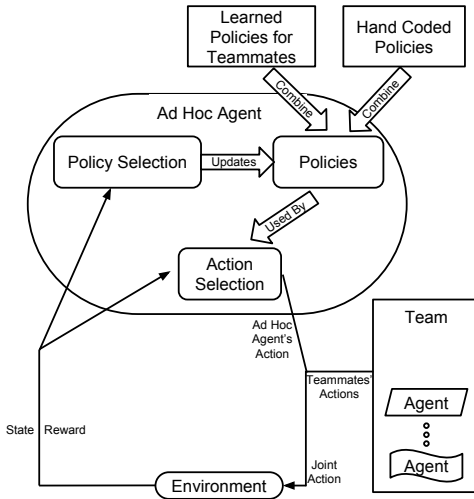 Learned
Policies for
Teammates
Hand Coded
Policies
Combine
Combine
Ad Hoc Agent
Policy Selection
Updates
Policies
Used By
Action
Selection
Ad Hoc
Agent's
Action
Team
Teammates'
Actions
Agent
Agent
State
Reward
Joint
Action
Environment